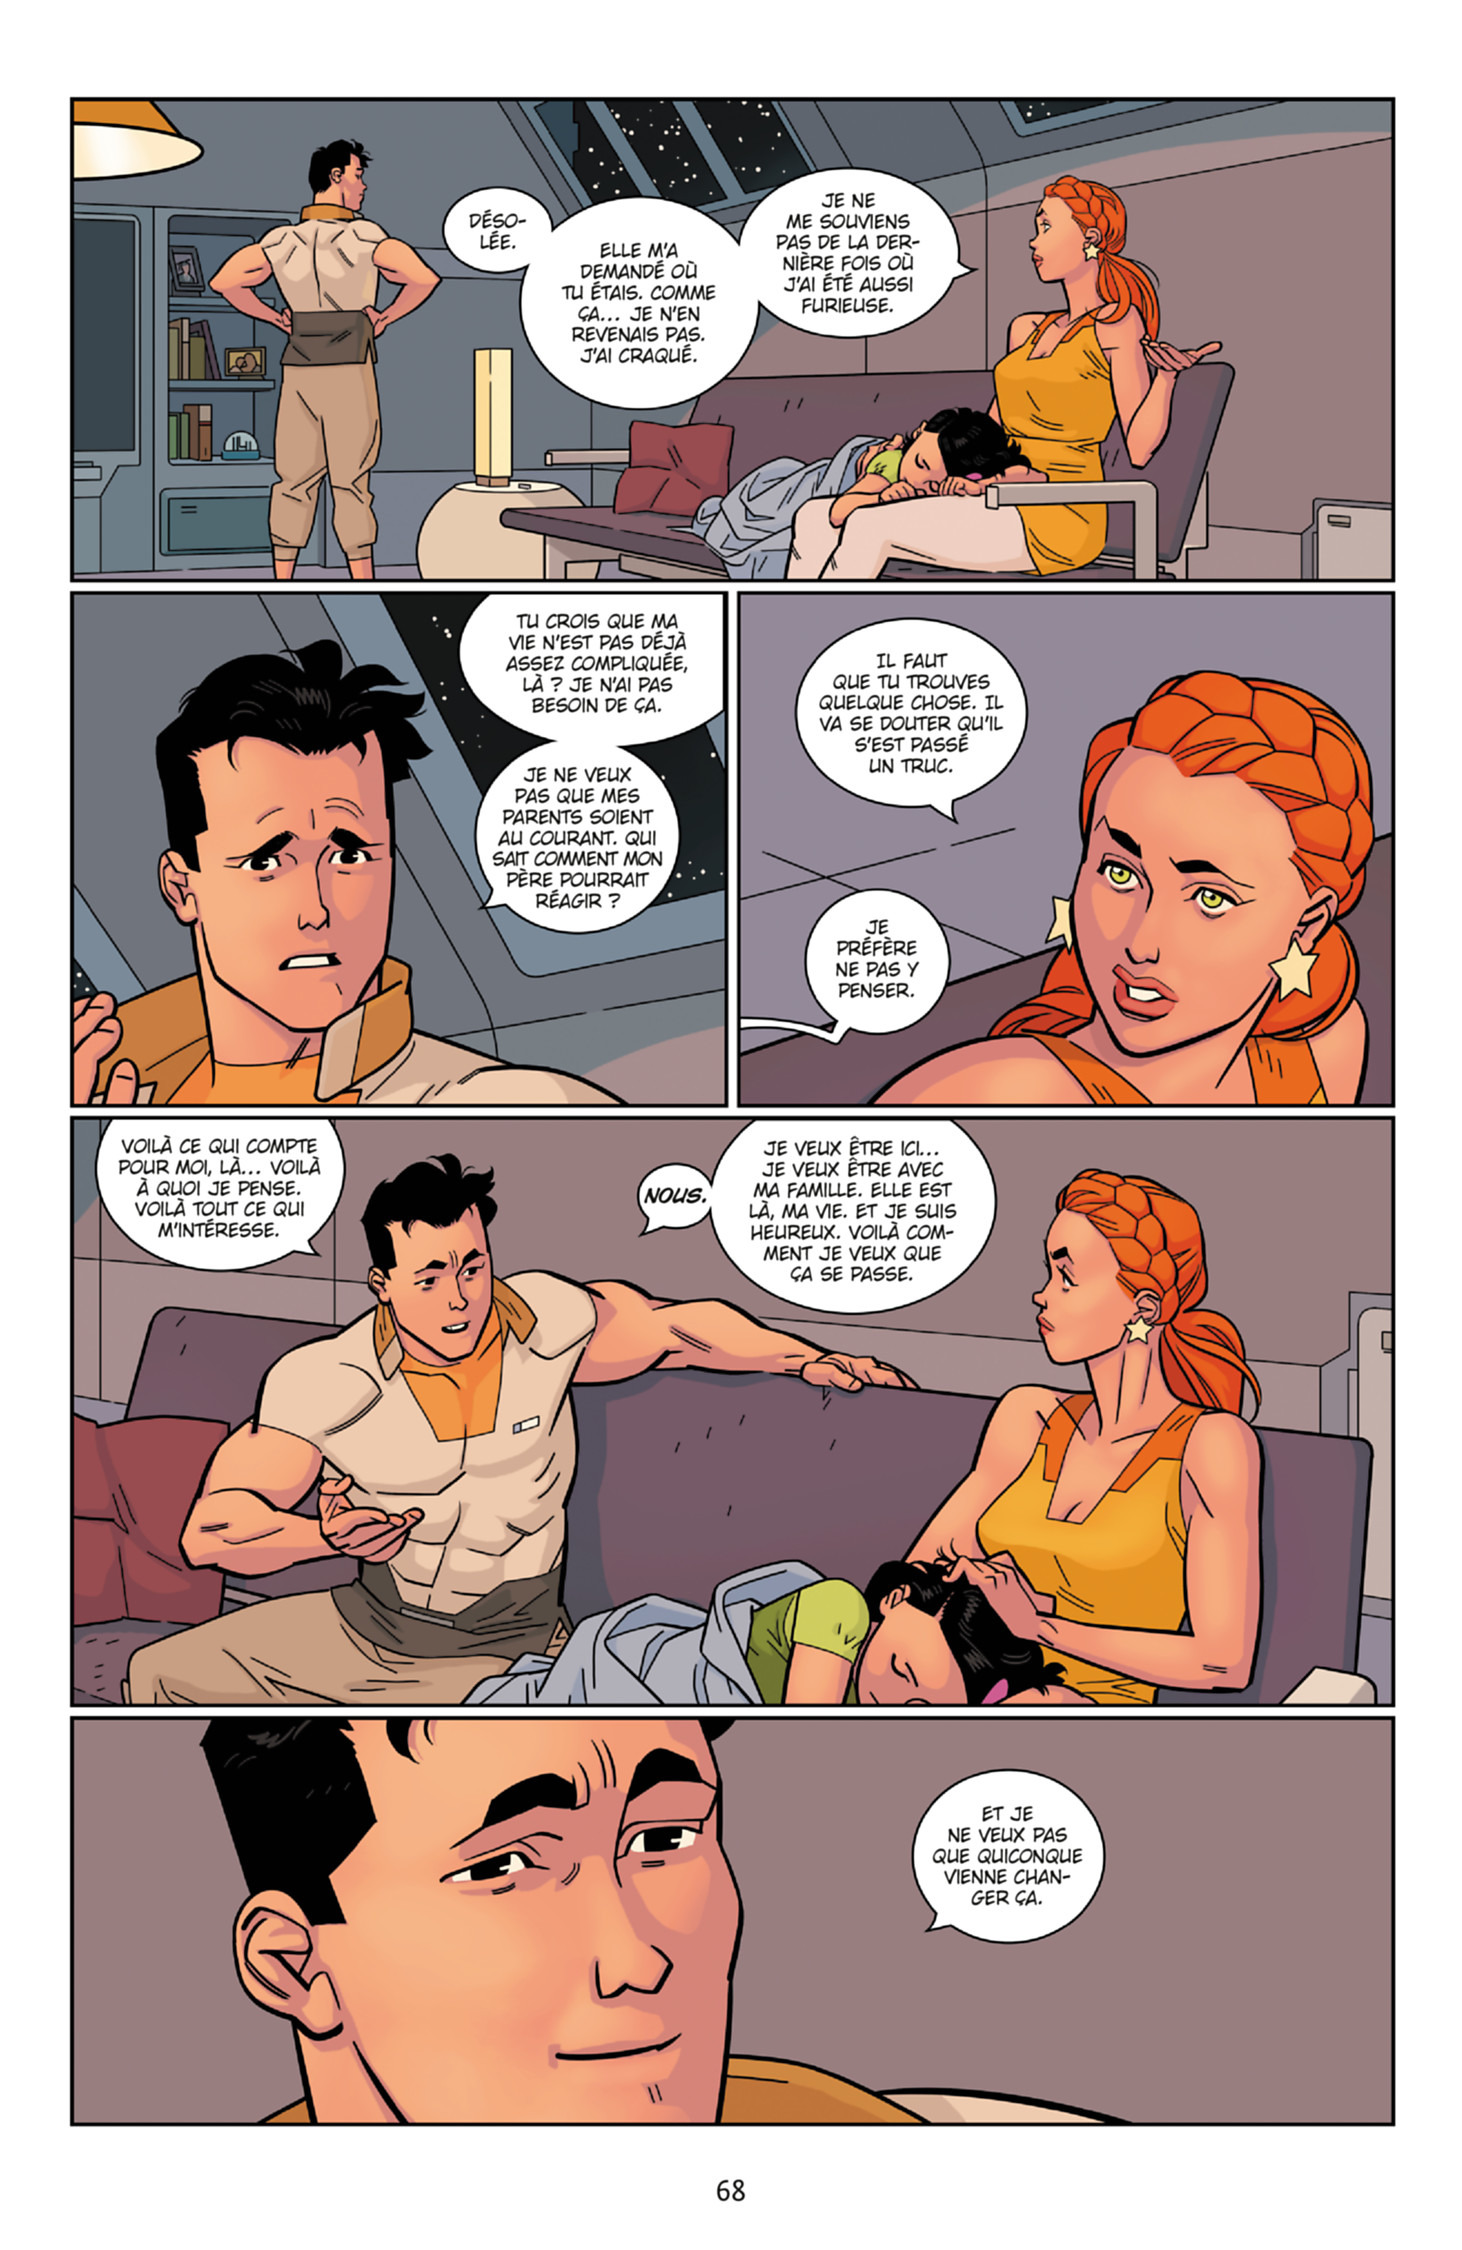 DÉSO-
LÉE.
ELLE M'A
DEMANDÉ OÙ
TU ÉTAIS. COMME
ÇA... JE N'EN
REVENAIS PAS.
J'AI CRAQUÉ.
JE NE
ME SOUVIENS
PAS DE LA DER-
NIÈRE FOIS OÙ
J'AI ÉTÉ AUSSI
FURIEUSE.
TU CROIS QUE MA
VIE N'EST PAS DÉJÀ
ASSEZ COMPLIQUÉE,
LÀ ? JE N'AI PAS
BESOIN DE ÇA.
JE NE VEUX
PAS QUE MES
PARENTS SOIENT
AU COURANT. QUI
SAIT COMMENT MON
PÈRE POURRAIT
RÉAGIR ?
IL FAUT
QUE TU TROUVES
QUELQUE CHOSE. IL
VA SE DOUTER QU'IL
S'EST PASSÉ
UN TRUC.
JE
PRÉFÈRE
NE PAS Y
PENSER.
VOILÀ CE QUI COMPTE
POUR MOI, LÀ... VOILÀ
À QUOI JE PENSE.
VOILÀ TOUT CE QUI
M'INTÉRESSE.
NOUS.
JE VEUX ÊTRE ICI...
JE VEUX ÊTRE AVEC
MA FAMILLE. ELLE EST
LÀ, MA VIE. ET JE SUIS
HEUREUX. VOILÀ COM-
MENT JE VEUX QUE
ÇA SE PASSE.
ET JE
NE VEUX PAS
QUE QUICONQUE
VIENNE CHAN-
GER ÇA.
68